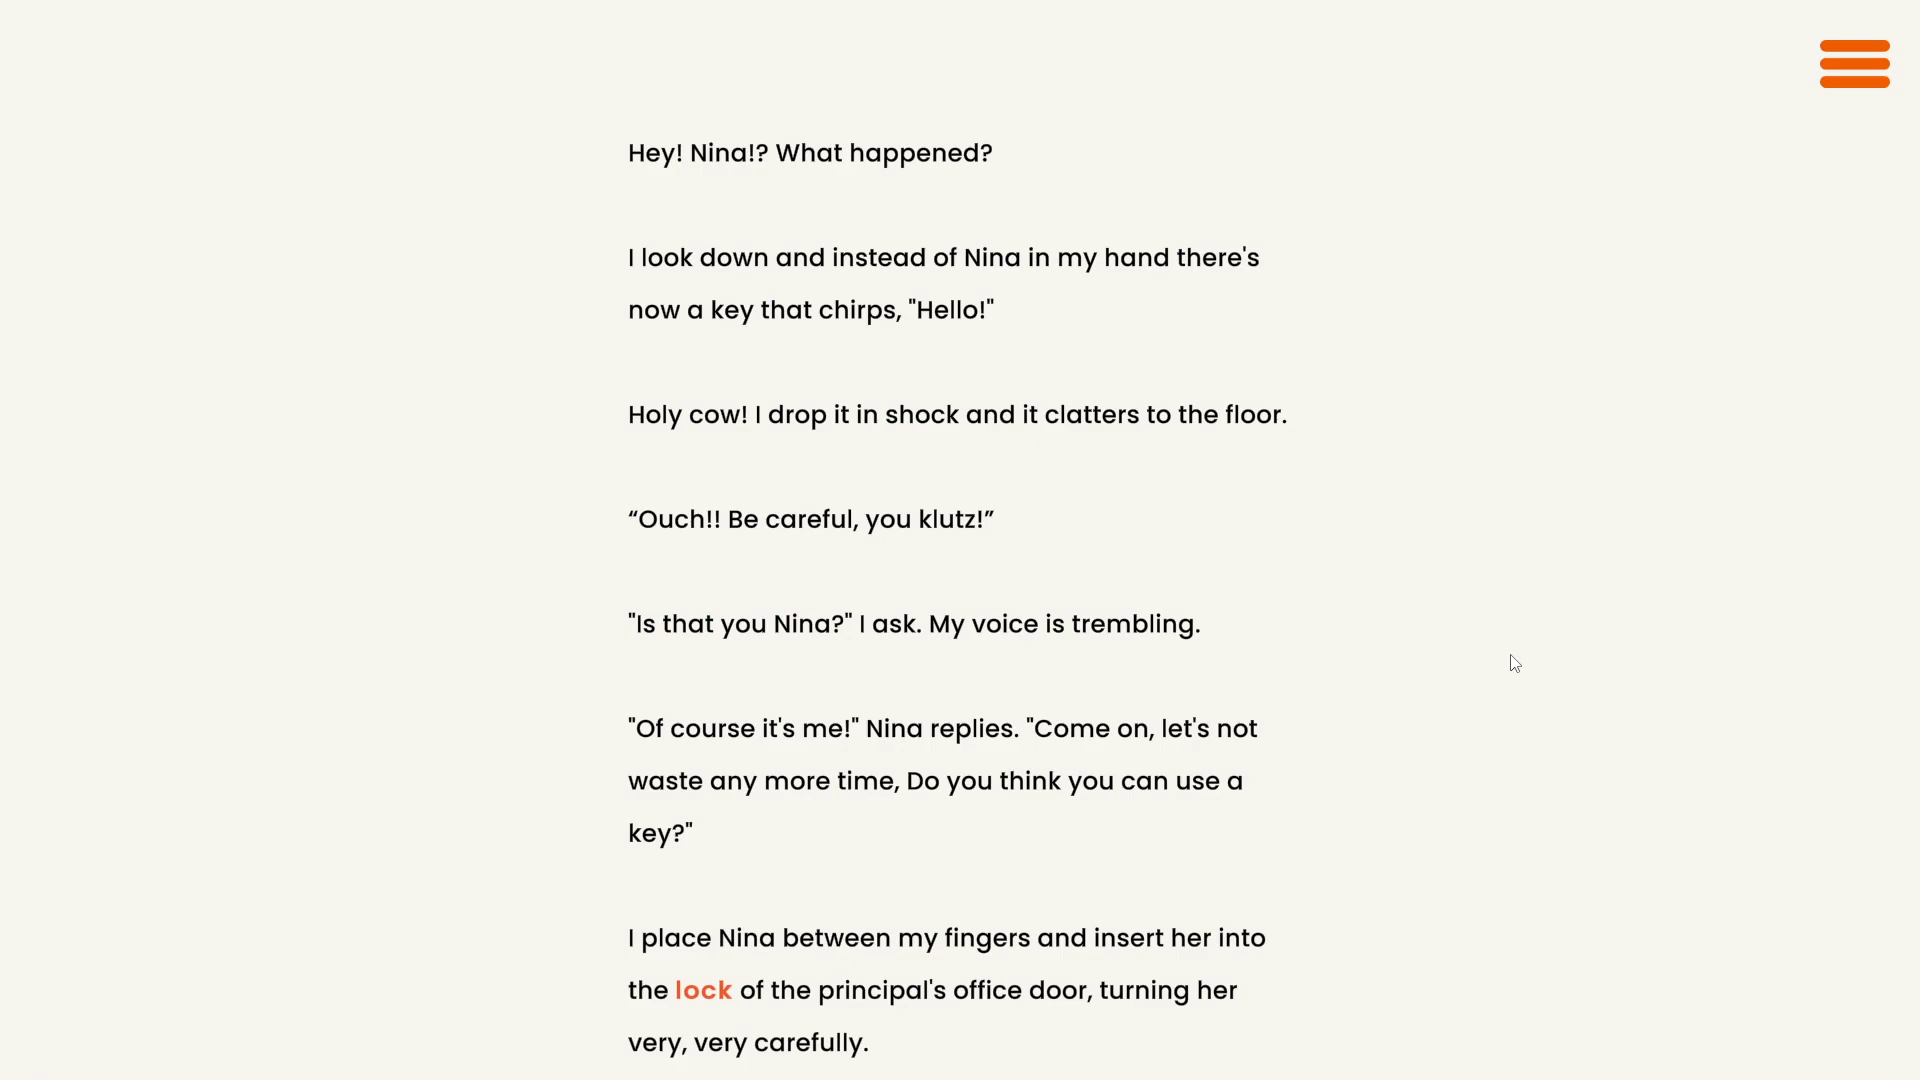 Hey! Nina!? What happened?
I look down and instead of Nina in my hand there's
now a key that chirps, "Hello!"
Holy cow! I drop it in shock and it clatters to the floor.
“Ouch!! Be careful, you klutz!”
"Is that you Nina?" I ask. My voice is trembling.
"Of course it's me!" Nina replies. "Come on, let's not
waste any more time, Do you think you can use a
key?"
I place Nina between my fingers and insert her into
the lock of the principal's office door, turning her
very, very carefully.